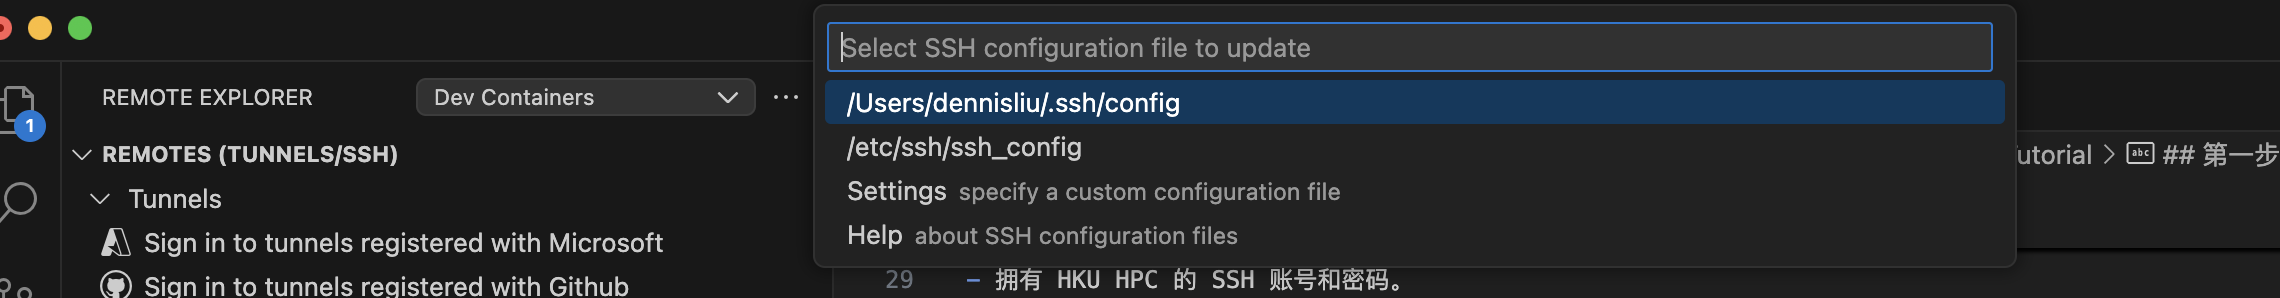 Select SSH configuration file to update
/Users/dennisliu/.ssh/config
/etc/ssh/ssh_config
Settings specify a custom configuration file
Help about SSH configuration files
REMOTE EXPLORER
Dev Containers
1
REMOTES (TUNNELS/SSH)
Tunnels
Sign in to tunnels registered with Microsoft
Sign in to tunnels registered with Github
utorial > abc ## 第一步
29 - 拥有 HKU HPC 的 SSH 账号和密码。